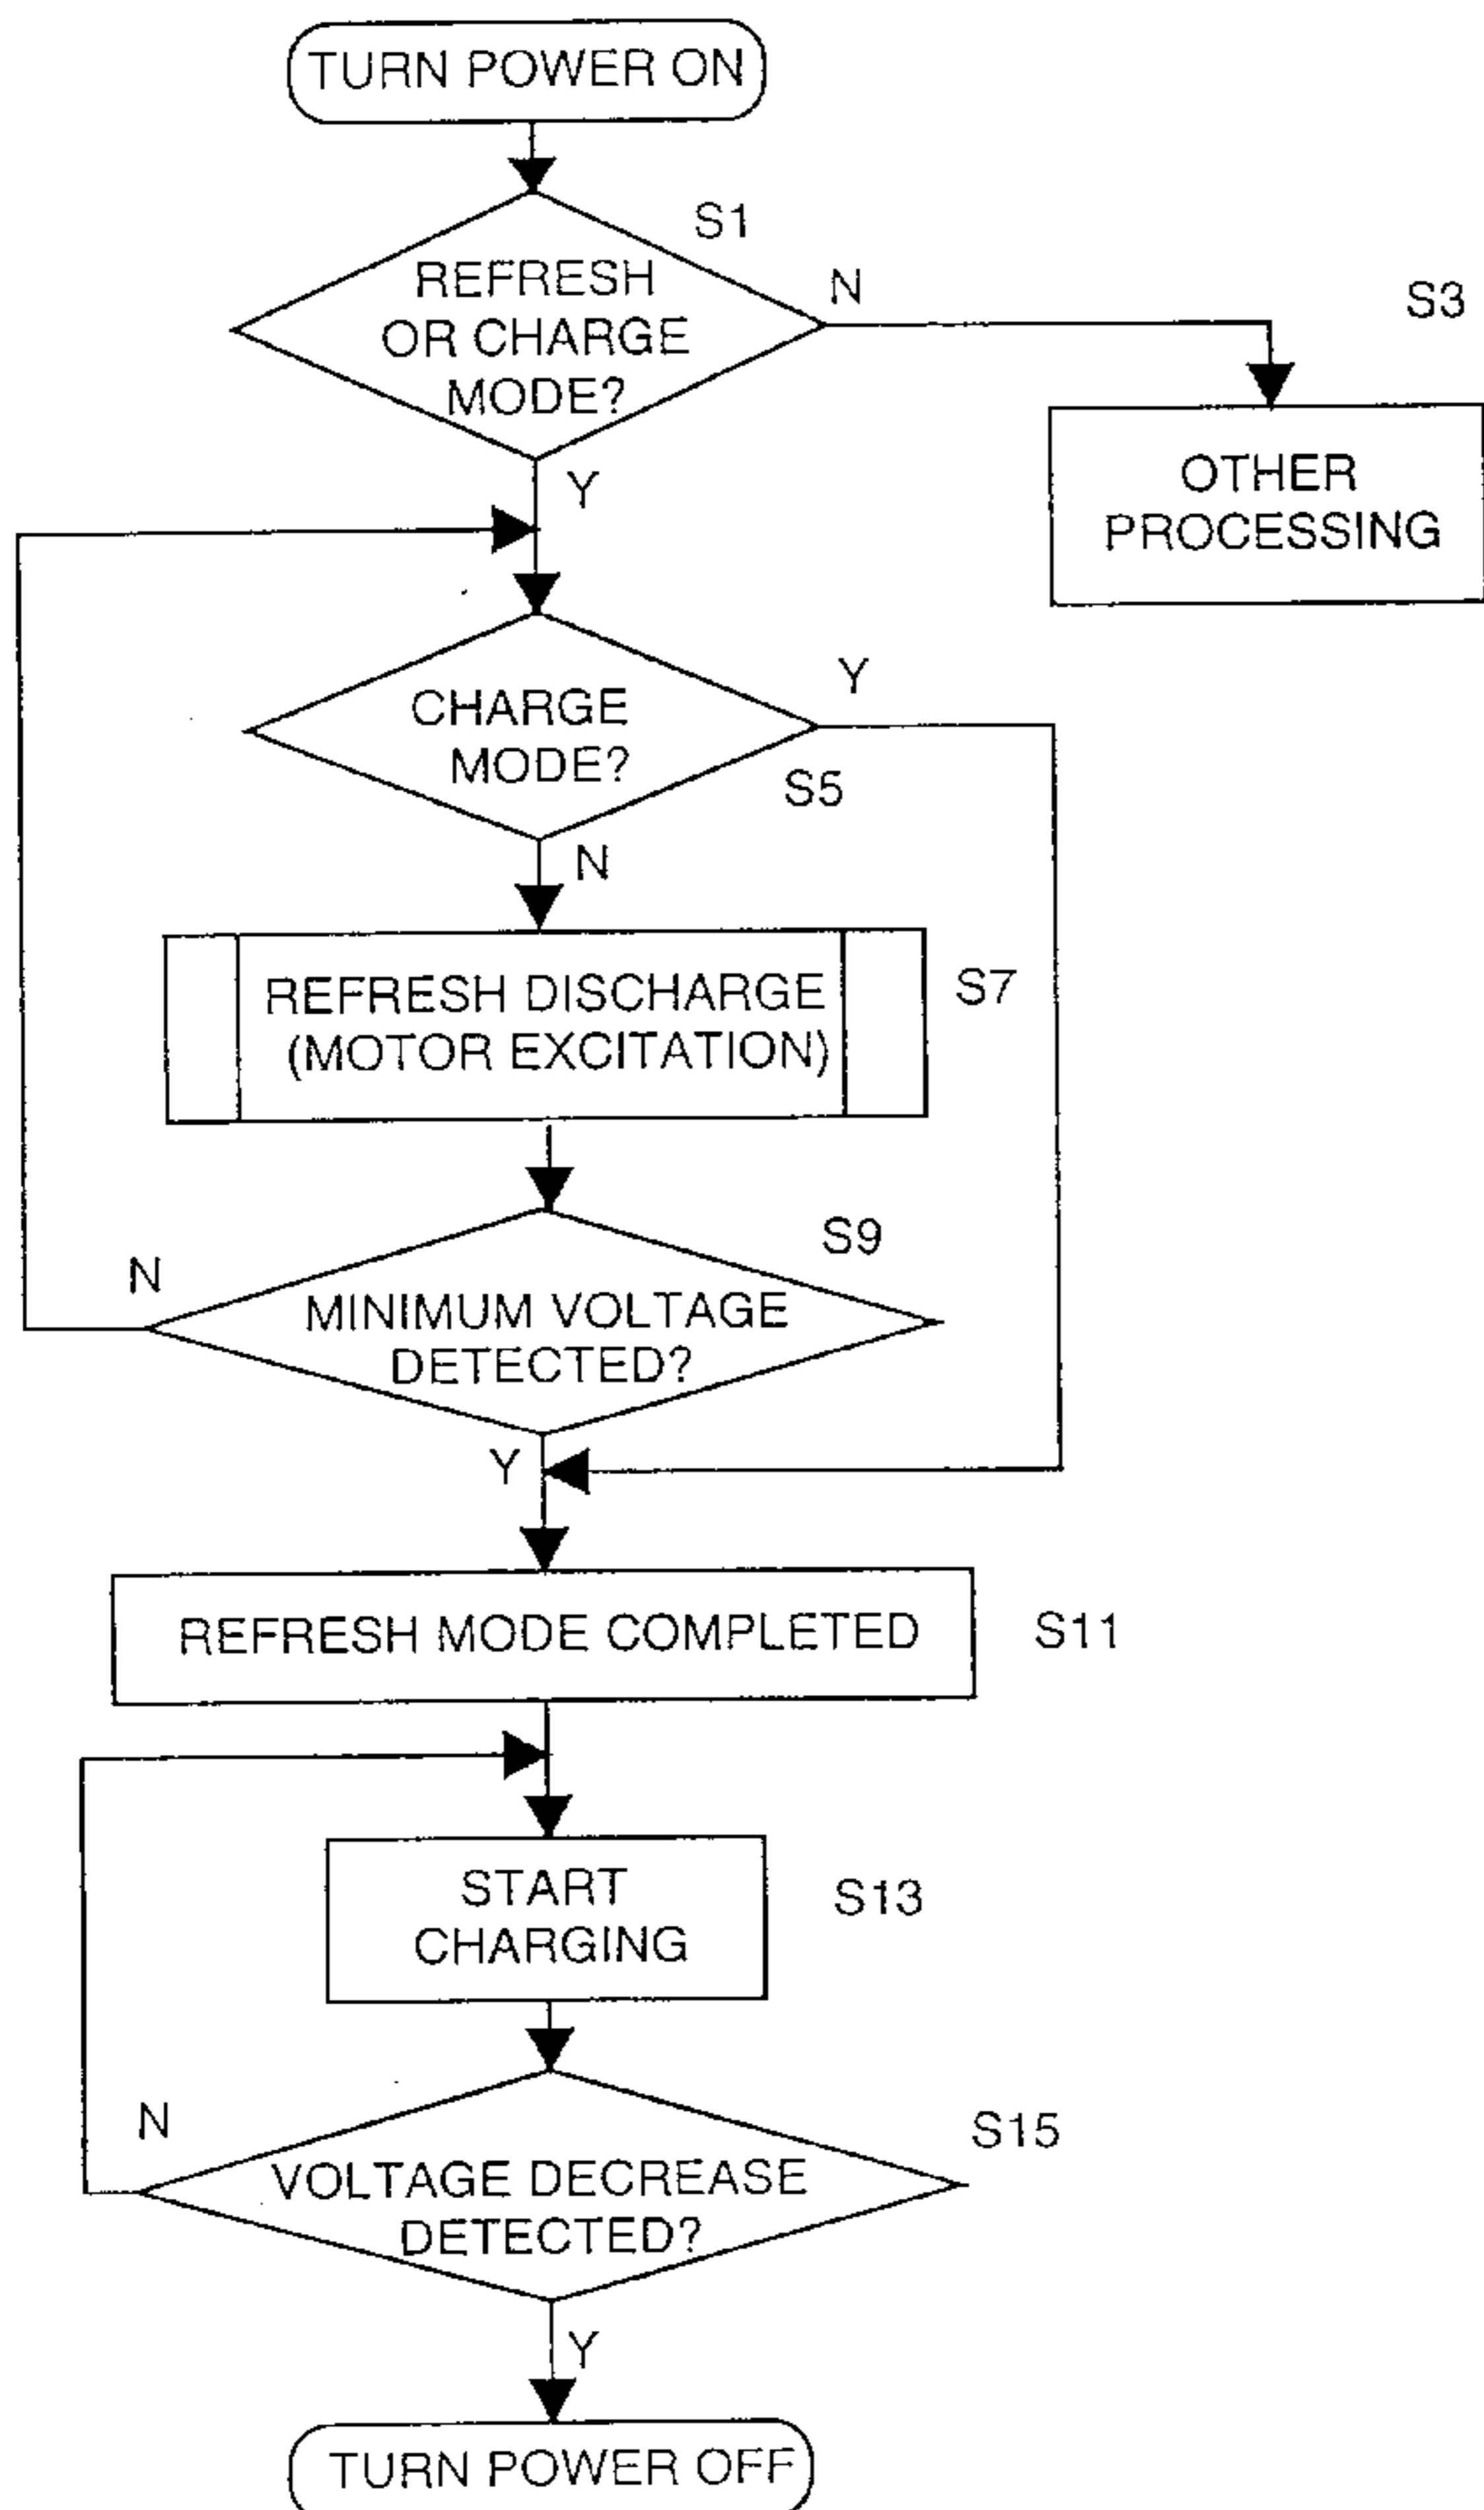 TURN POWER ON
S1
REFRESH
OR CHARGE
MODE?
N
S3
OTHER
PROCESSING
Y
CHARGE
MODE?
Y
S5
N
REFRESH DISCHARGE
(MOTOR EXCITATION)
S7
S9
N
MINIMUM VOLTAGE
DETECTED?
Y
REFRESH MODE COMPLETED
S11
START
CHARGING
S13
N
S15
VOLTAGE DECREASE
DETECTED?
Y
TURN POWER OFF